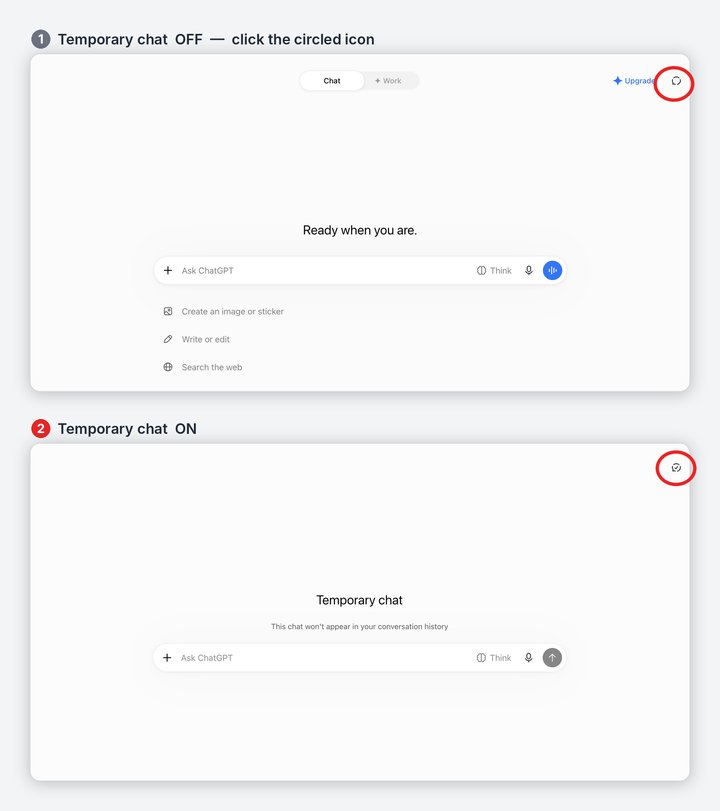 1 Temporary chat OFF — click the circled icon
Chat Work Upgrade
Ready when you are.
Ask ChatGPT Think
Create an image or sticker
Write or edit
Search the web
2 Temporary chat ON
Temporary chat
This chat won't appear in your conversation history
Ask ChatGPT Think